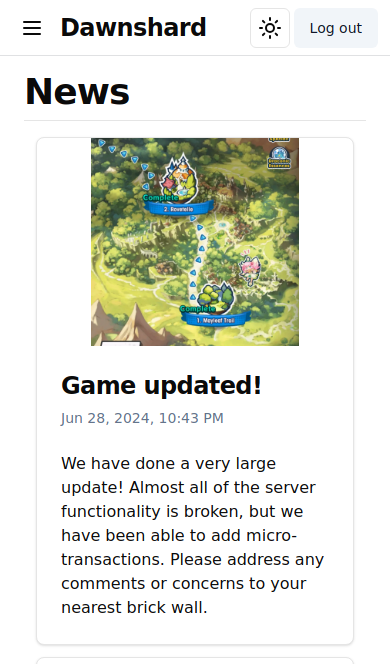 Dawnshard
Log out
News
Complete
2 Bovetelle
Complete
1 Mayleaf Trail
Game updated!
Jun 28, 2024, 10:43 PM
We have done a very large
update! Almost all of the server
functionality is broken, but we
have been able to add micro-
transactions. Please address any
comments or concerns to your
nearest brick wall.